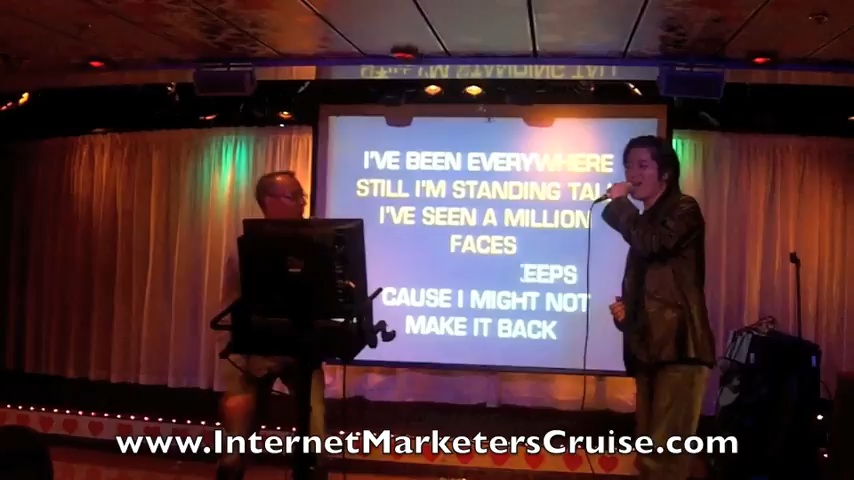 I'VE BEEN EVERYWHERE
STILL I'M STANDING TALL
I'VE SEEN A MILLION
FACES
EEPS
CAUSE I MIGHT NOT
MAKE IT BACK
www.InternetMarketersCruise.com